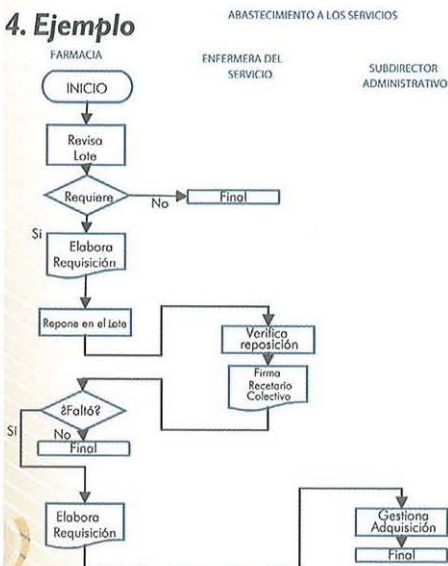 4. Ejemplo
ABASTECIMIENTO A LOS SERVICIOS
FARMACIA
ENFERMERA DEL
SERVICIO
SUBDIRECTOR
ADMINISTRATIVO
INICIO
Revisa
Lote
Requiere
No
Final
Si
Elabora
Requisición
Repone en el Lote
Verifica
reposición
Firma
Recetario
Colectivo
¿Faltó?
Si
No
Final
Elabora
Requisición
Gestiona
Adquisición
Final